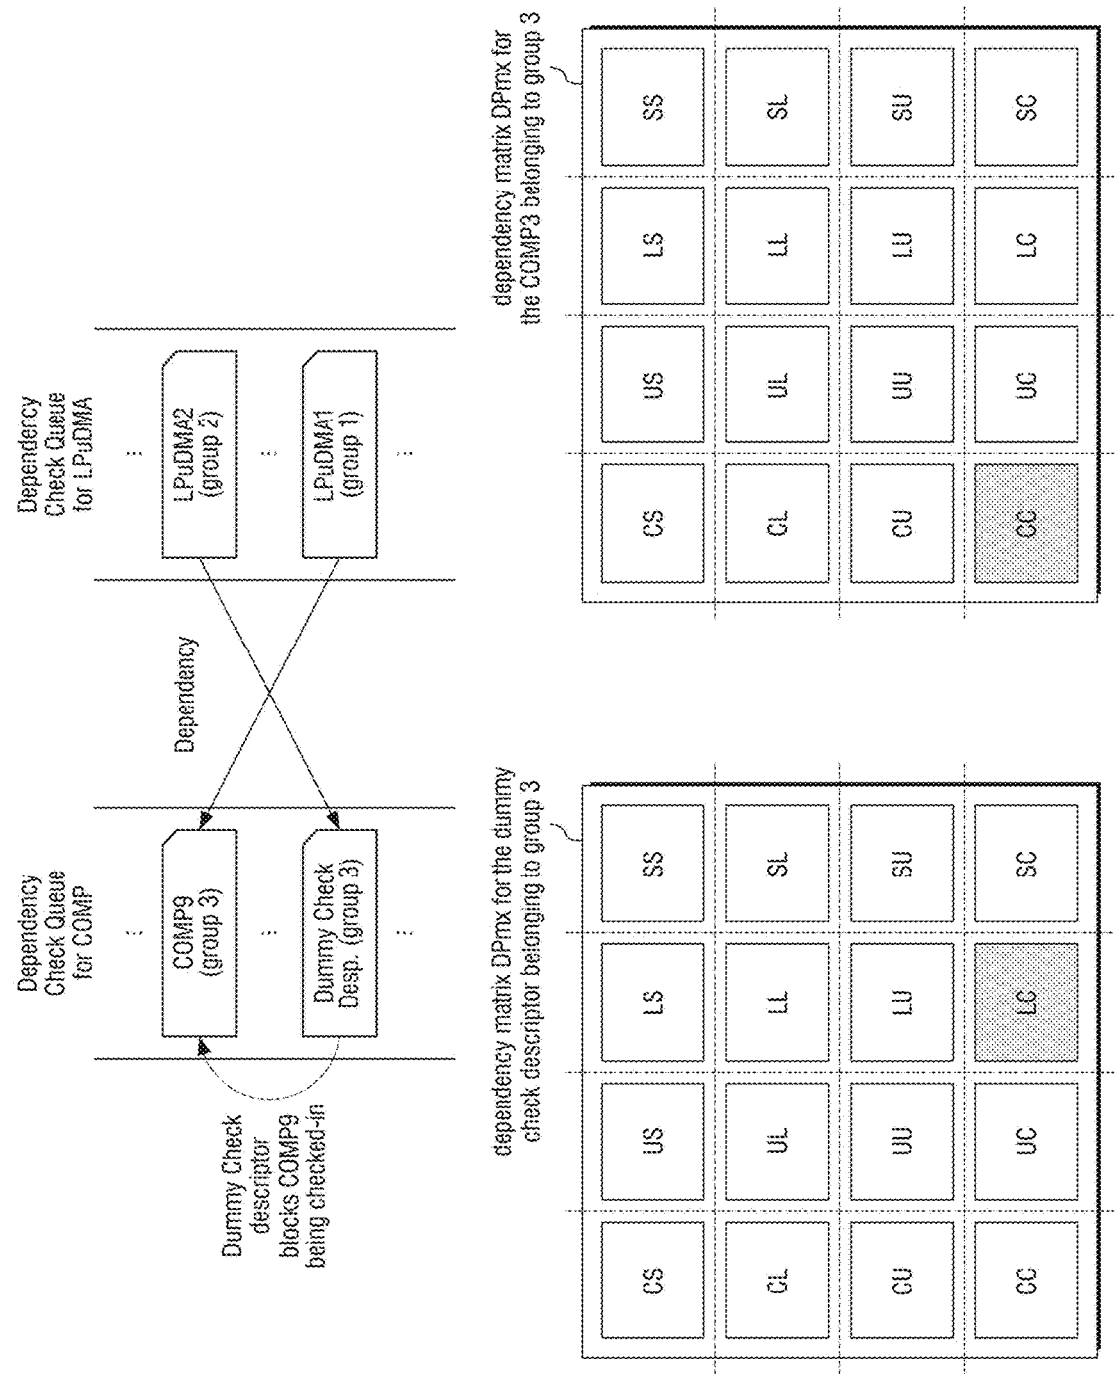 Dependency
Check Queue
for COMP
Dependency
Check Queue
for LPuDMA
...
...
COMP9
(group 3)
Dependency
LPuDMA2
(group 2)
...
...
Dummy Check
descriptor
blocks COMP9
being checked-in
Dummy Check
Desp. (group 3)
LPuDMA1
(group 1)
...
...
dependency matrix DPmx for the dummy
check descriptor belonging to group 3
CS US LS SS
CL UL LL SL
CU UU LU SU
CC UC LC SC
dependency matrix DPmx for
the COMP3 belonging to group 3
CS US LS SS
CL UL LL SL
CU UU LU SU
CC UC LC SC